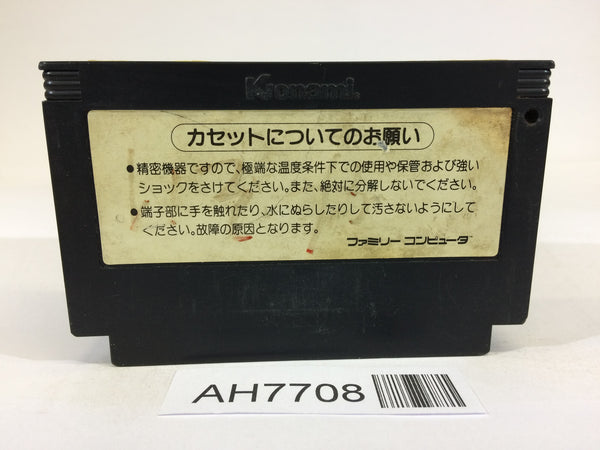 Konami
カセットについてのお願い
●精密機器ですので、極端な温度条件下での使用や保管および強い
ショックをさけてください。また、絶対に分解しないでください。
●端子部に手を触れたり、水にぬらしたりして汚さないようにして
ください。故障の原因となります。
ファミリー コンピュータ™
AH7708